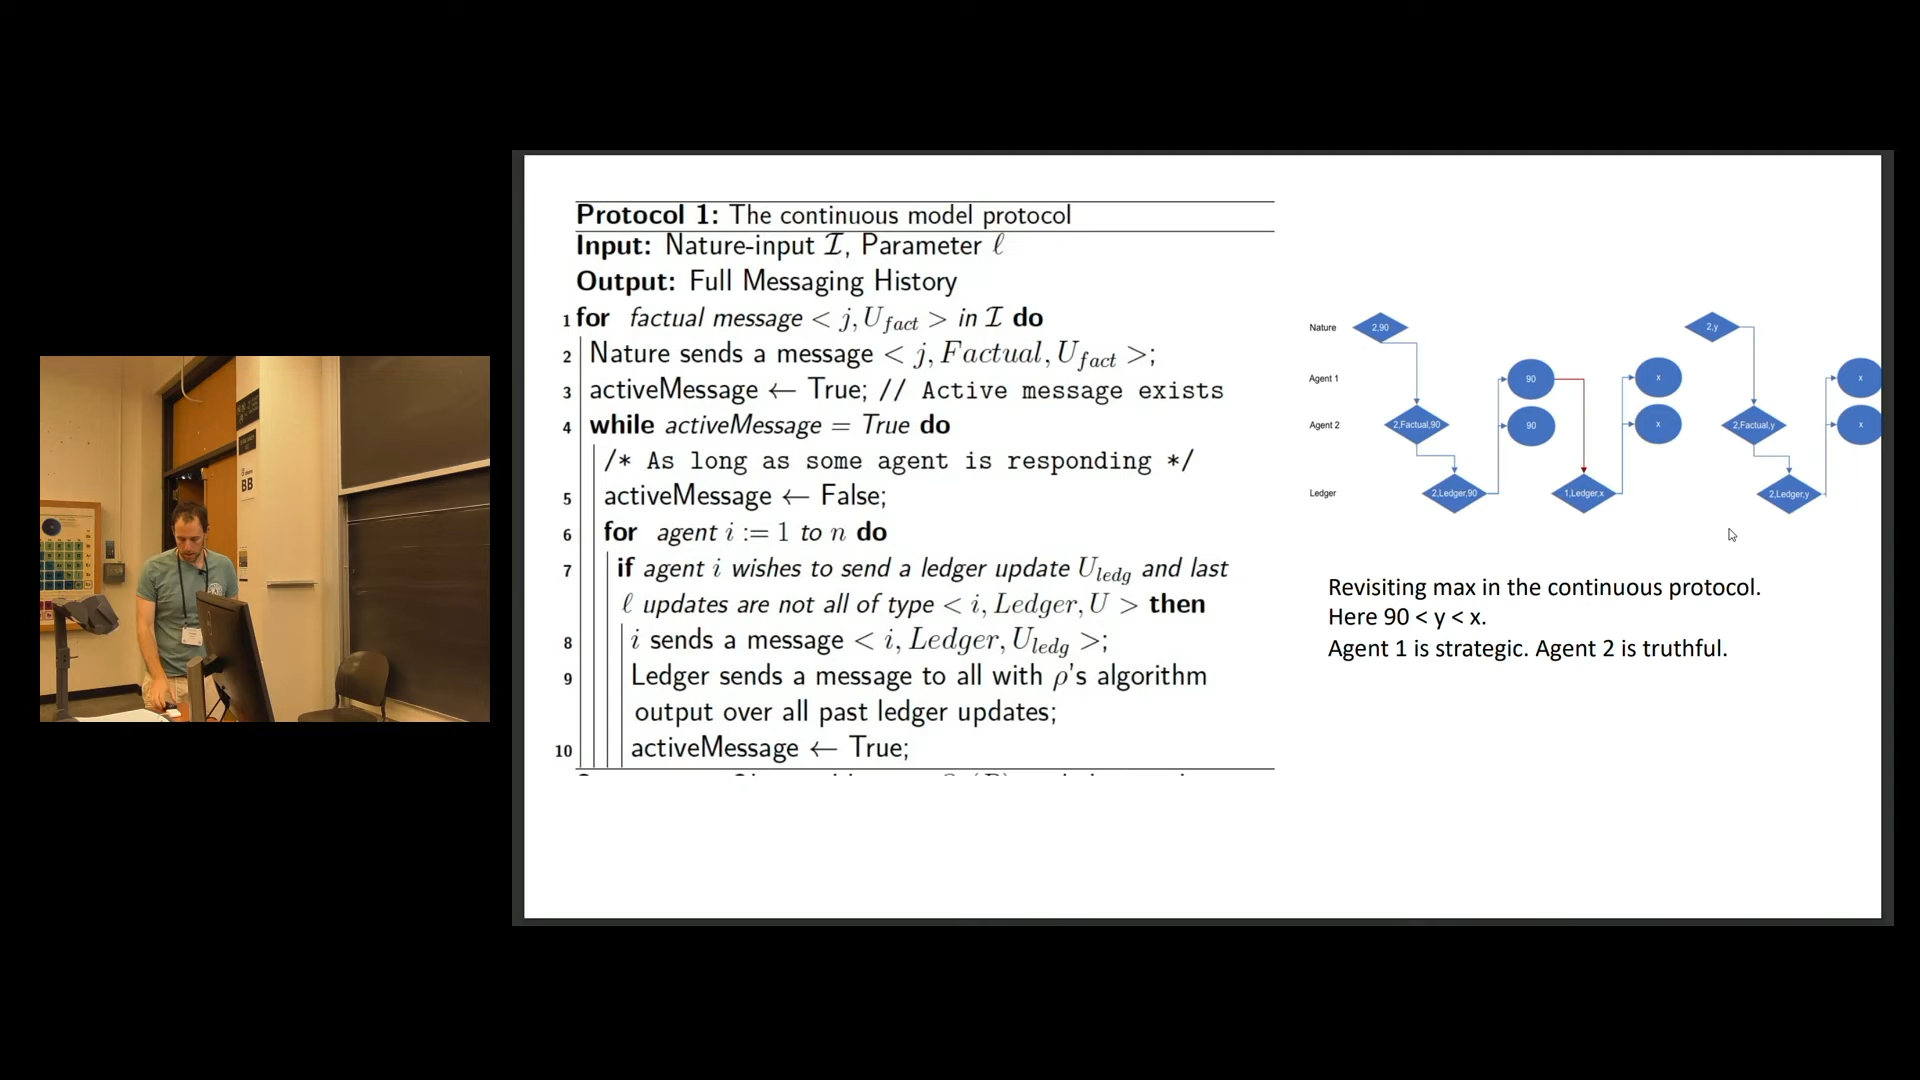 Protocol 1: The continuous model protocol
Input: Nature-input I, Parameter ℓ
Output: Full Messaging History
1 for factual message < j, U_fact > in I do
2 Nature sends a message < j, Factual, U_fact >;
3 activeMessage ← True; // Active message exists
4 while activeMessage = True do
/* As long as some agent is responding */
5 activeMessage ← False;
6 for agent i := 1 to n do
7 if agent i wishes to send a ledger update U_ledg and last
ℓ updates are not all of type < i, Ledger, U > then
8 i sends a message < i, Ledger, U_ledg >;
9 Ledger sends a message to all with ρ's algorithm
output over all past ledger updates;
10 activeMessage ← True;
Nature 2,90 2,y
Agent 1 90 x x
Agent 2 2,Factual,90 90 x 2,Factual,y x
Ledger 2,Ledger,90 1,Ledger,x 2,Ledger,y
Revisiting max in the continuous protocol.
Here 90 < y < x.
Agent 1 is strategic. Agent 2 is truthful.
BB